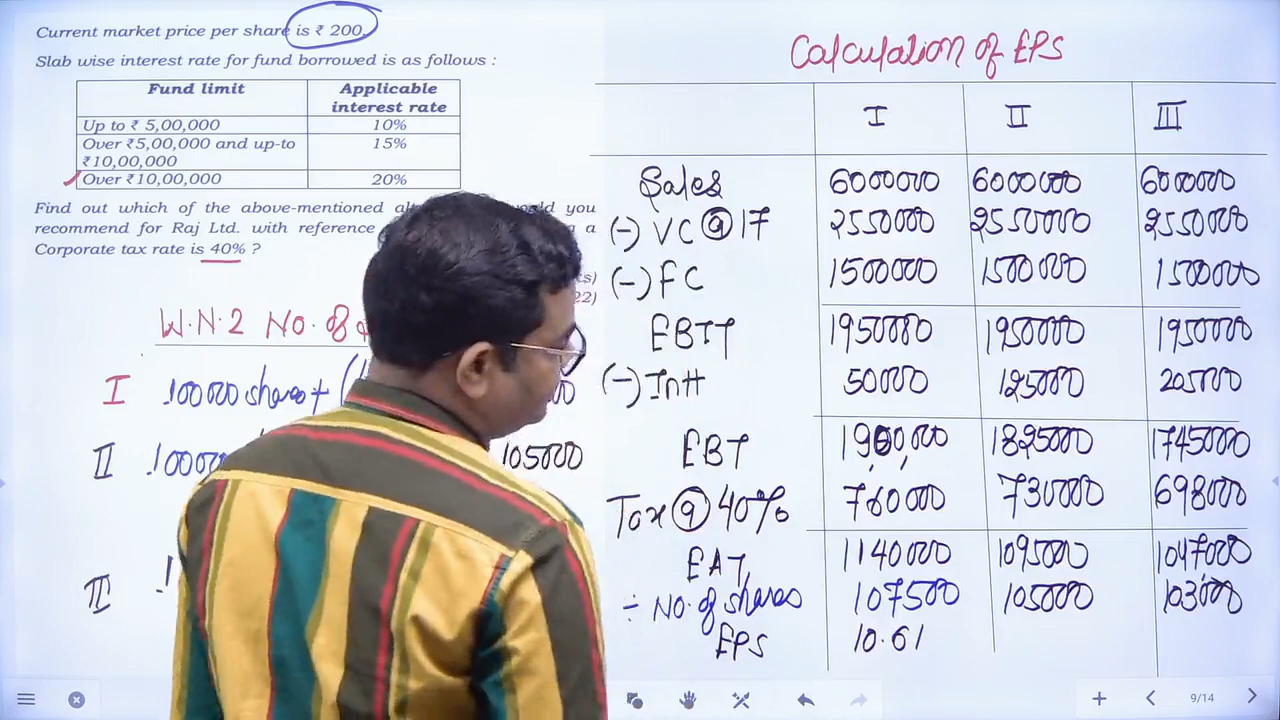 Current market price per share is ₹ 200.
Slab wise interest rate for fund borrowed is as follows :
Fund limit Applicable interest rate
Up to ₹ 5,00,000 10%
Over ₹5,00,000 and up-to ₹10,00,000 15%
Over ₹10,00,000 20%
Find out which of the above-mentioned you
recommend for Raj Ltd. with reference a
Corporate tax rate is 40% ?
22)
W.N.2 No. of
I 100000 shares + (
II 105000
III
Calculation of EPS
I II III
Sales 6000000 6000000 6000000
(-) VC @ 17 2550000 2550000 2550000
(-) FC 1500000 1500000 1500000
EBIT 1950000 1950000 1950000
(-) Intt 50000 125000 205000
EBT 1900,000 1825000 1745000
Tax @ 40% 760000 730000 698000
EAT 1140000 1095000 1047000
÷ No. of shares 107500 105000 103000
EPS 10.61
9/14